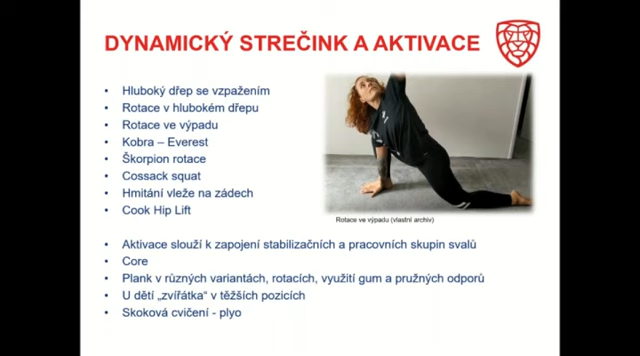 DYNAMICKÝ STREČINK A AKTIVACE
• Hluboký dřep se vzpažením
• Rotace v hlubokém dřepu
• Rotace ve výpadu
• Kobra – Everest
• Škorpion rotace
• Cossack squat
• Hmitání vleže na zádech
• Cook Hip Lift
Rotace ve výpadu (vlastní archiv)
• Aktivace slouží k zapojení stabilizačních a pracovních skupin svalů
• Core
• Plank v různých variantách, rotacích, využití gum a pružných odporů
• U dětí „zvířátka“ v těžších pozicích
• Skoková cvičení - plyo